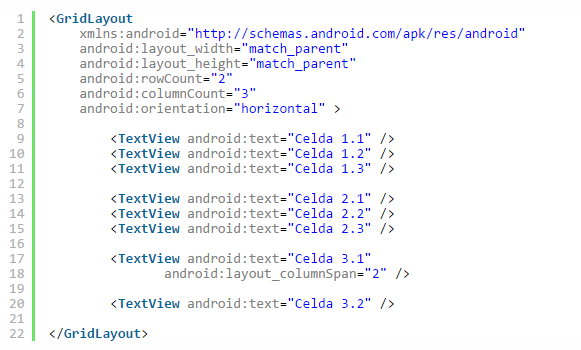 1 <GridLayout
2 xmlns:android="http://schemas.android.com/apk/res/android"
3 android:layout_width="match_parent"
4 android:layout_height="match_parent"
5 android:rowCount="2"
6 android:columnCount="3"
7 android:orientation="horizontal" >
8
9 <TextView android:text="Celda 1.1" />
10 <TextView android:text="Celda 1.2" />
11 <TextView android:text="Celda 1.3" />
12
13 <TextView android:text="Celda 2.1" />
14 <TextView android:text="Celda 2.2" />
15 <TextView android:text="Celda 2.3" />
16
17 <TextView android:text="Celda 3.1"
18 android:layout_columnSpan="2" />
19
20 <TextView android:text="Celda 3.2" />
21
22 </GridLayout>